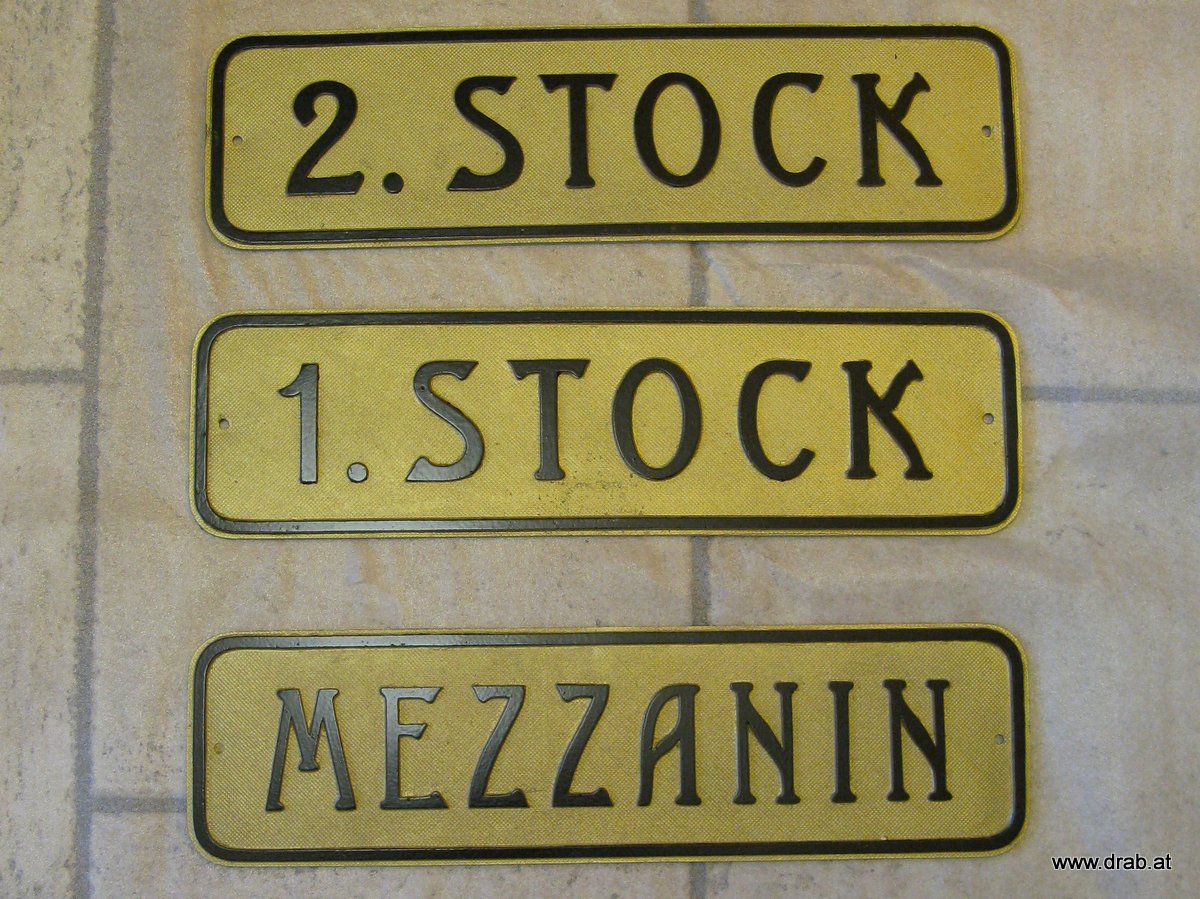 2. STOCK
1. STOCK
MEZZANIN
www.drab.at